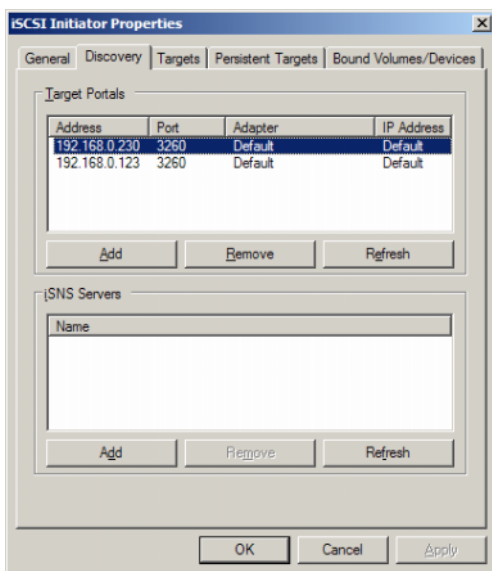 iSCSI Initiator Properties
General Discovery Targets Persistent Targets Bound Volumes/Devices
Target Portals
Address Port Adapter IP Address
192.168.0.230 3260 Default Default
192.168.0.123 3260 Default Default
Add Remove Refresh
iSNS Servers
Name
Add Remove Refresh
OK Cancel Apply